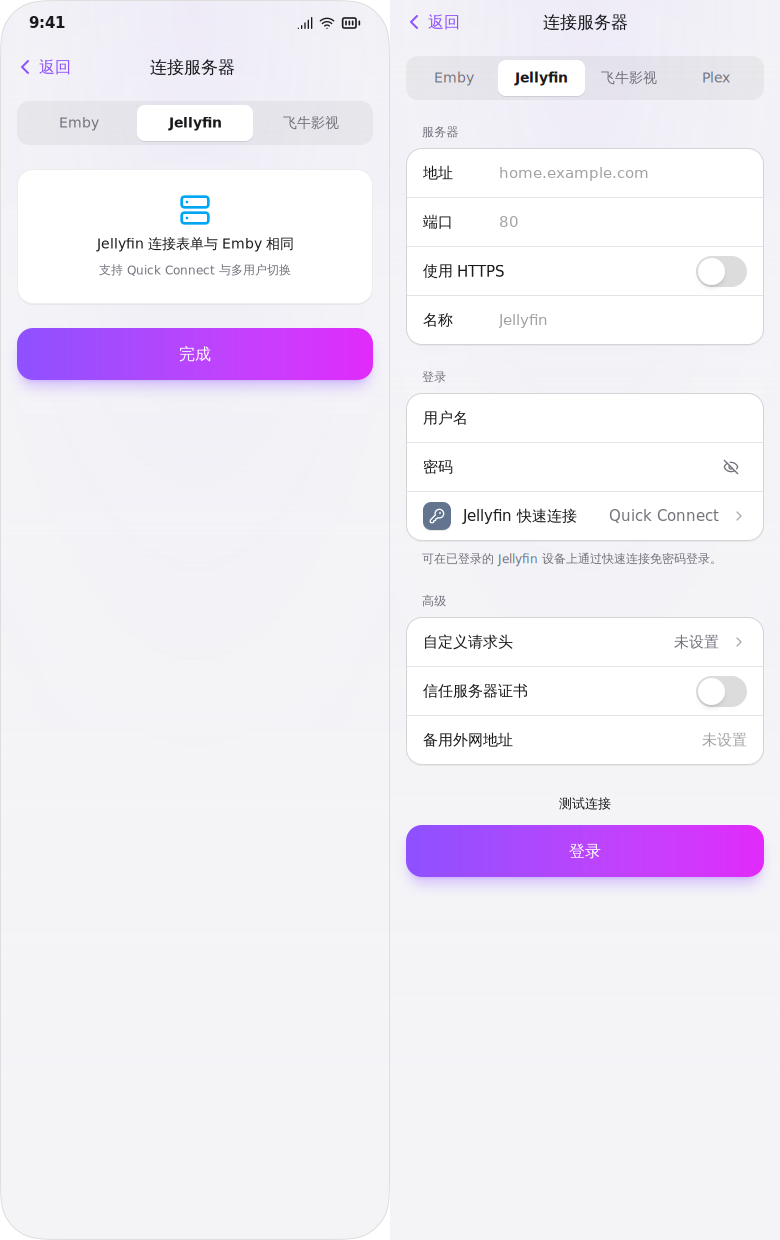 9:41
返回
连接服务器
Emby
Jellyfin
飞牛影视
Jellyfin 连接表单与 Emby 相同
支持 Quick Connect 与多用户切换
完成
返回
连接服务器
Emby
Jellyfin
飞牛影视
Plex
服务器
地址 home.example.com
端口 80
使用 HTTPS
名称 Jellyfin
登录
用户名
密码
Jellyfin 快速连接 Quick Connect
可在已登录的 Jellyfin 设备上通过快速连接免密码登录。
高级
自定义请求头 未设置
信任服务器证书
备用外网地址 未设置
测试连接
登录